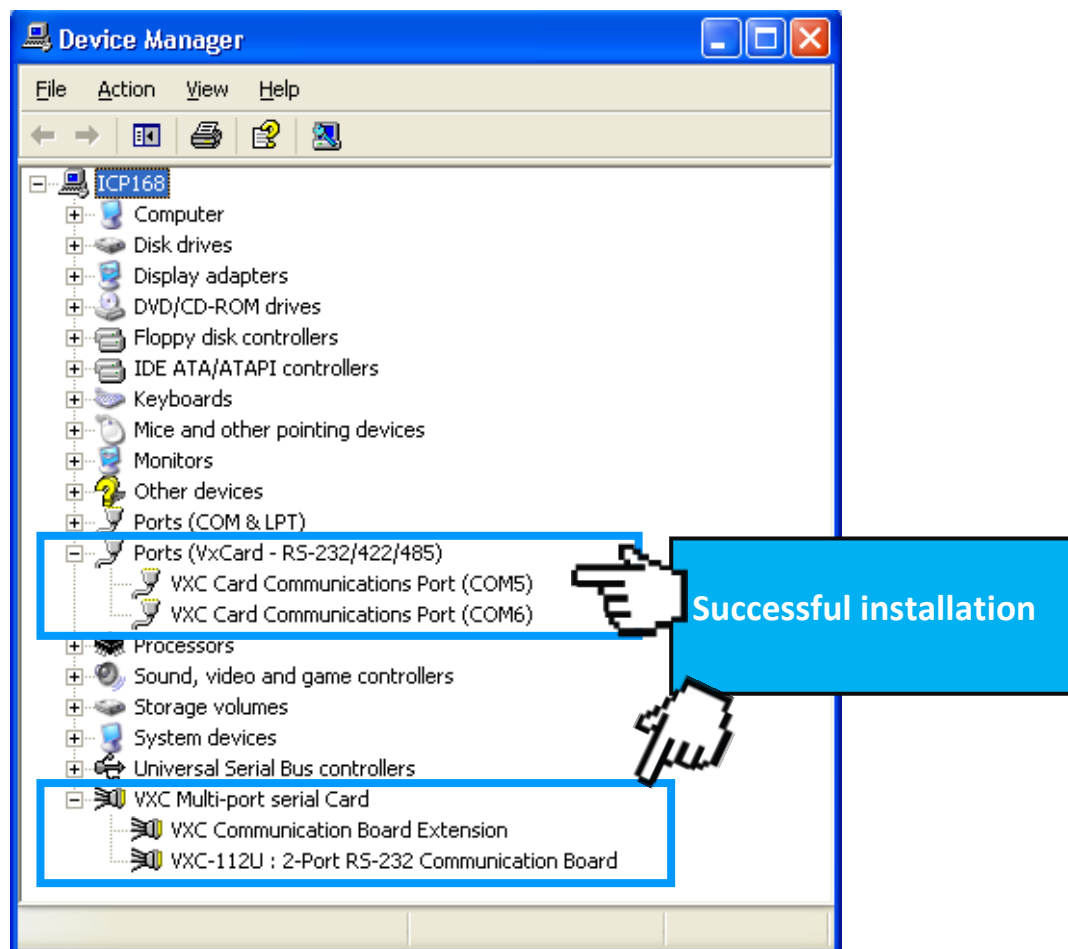 Device Manager
File Action View Help
ICP168
Computer
Disk drives
Display adapters
DVD/CD-ROM drives
Floppy disk controllers
IDE ATA/ATAPI controllers
Keyboards
Mice and other pointing devices
Monitors
Other devices
Ports (COM & LPT)
Ports (VxCard - RS-232/422/485)
VXC Card Communications Port (COM5)
VXC Card Communications Port (COM6)
Successful installation
Processors
Sound, video and game controllers
Storage volumes
System devices
Universal Serial Bus controllers
VXC Multi-port serial Card
VXC Communication Board Extension
VXC-112U : 2-Port RS-232 Communication Board